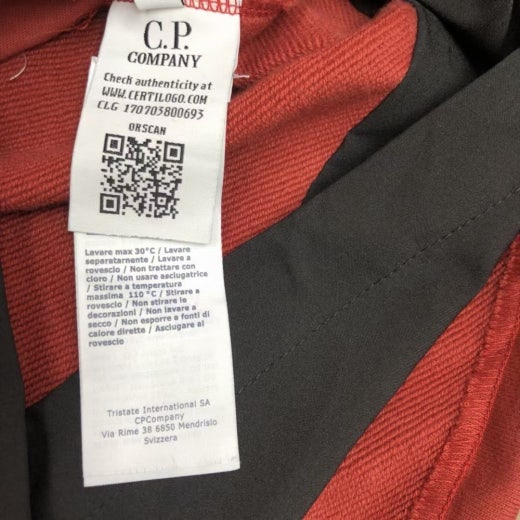 C.P.
COMPANY
Check authenticity at
WWW.CERTILOGO.COM
CLG 170703800693
ORSCAN
Lavare max 30°C / Lavare
separatamente / Lavare a
rovescio / Non trattare con
cloro / Non usare asciugatrice
/ Stirare a temperatura
massima 110°C / Stirare a
rovescio / Non stirare le
decorazioni / Non lavare a
secco / Non esporre a fonti di
calore dirette / Asciugare al
rovescio
Tristate International SA
CPCompany
Via Rime 38 6850 Mendrisio
Svizzera